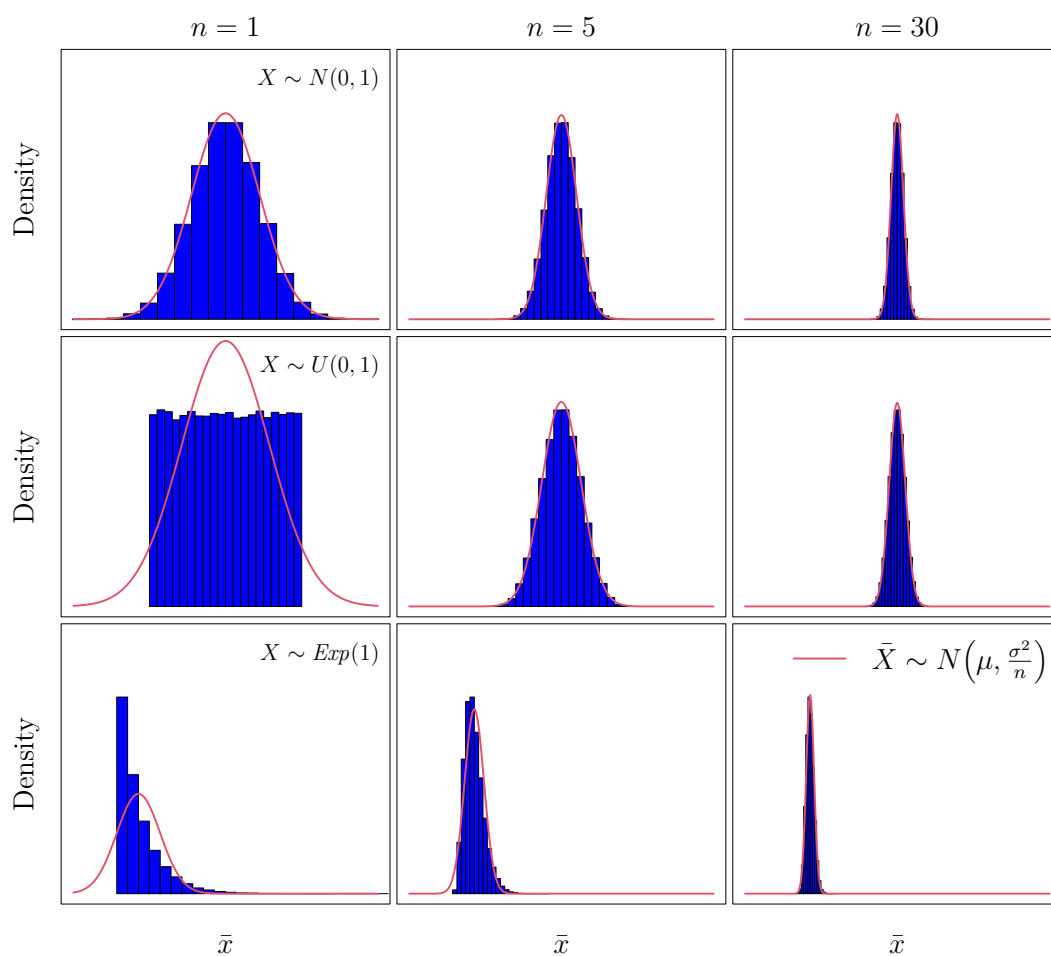 n = 1
n = 5
n = 30
Density
X ∼ N(0, 1)
Density
X ∼ U(0, 1)
Density
X ∼ Exp(1)
X̄ ∼ N(μ, σ²/n)
x̄
x̄